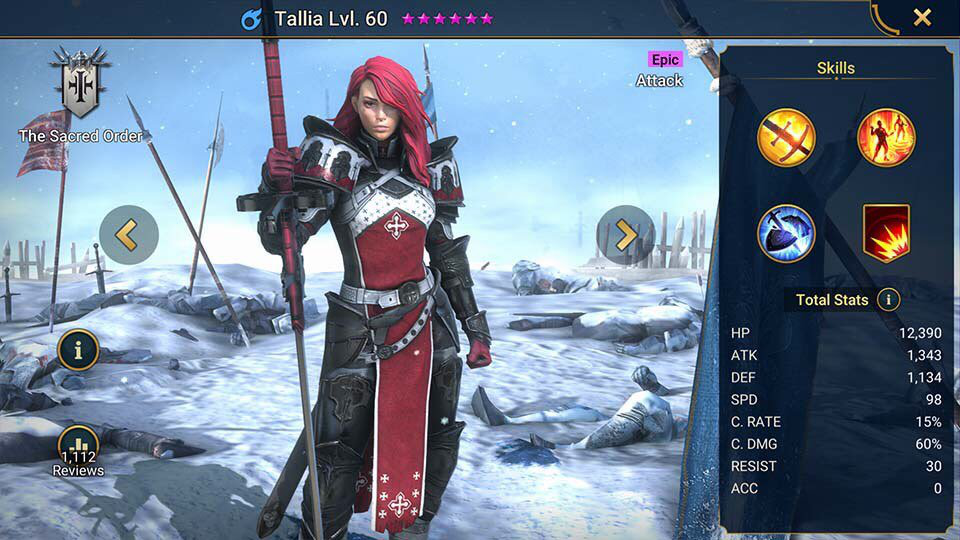 Tallia Lvl. 60
Epic
Attack
The Sacred Order
1,112
Reviews
Skills
Total Stats
HP 12,390
ATK 1,343
DEF 1,134
SPD 98
C. RATE 15%
C. DMG 60%
RESIST 30
ACC 0